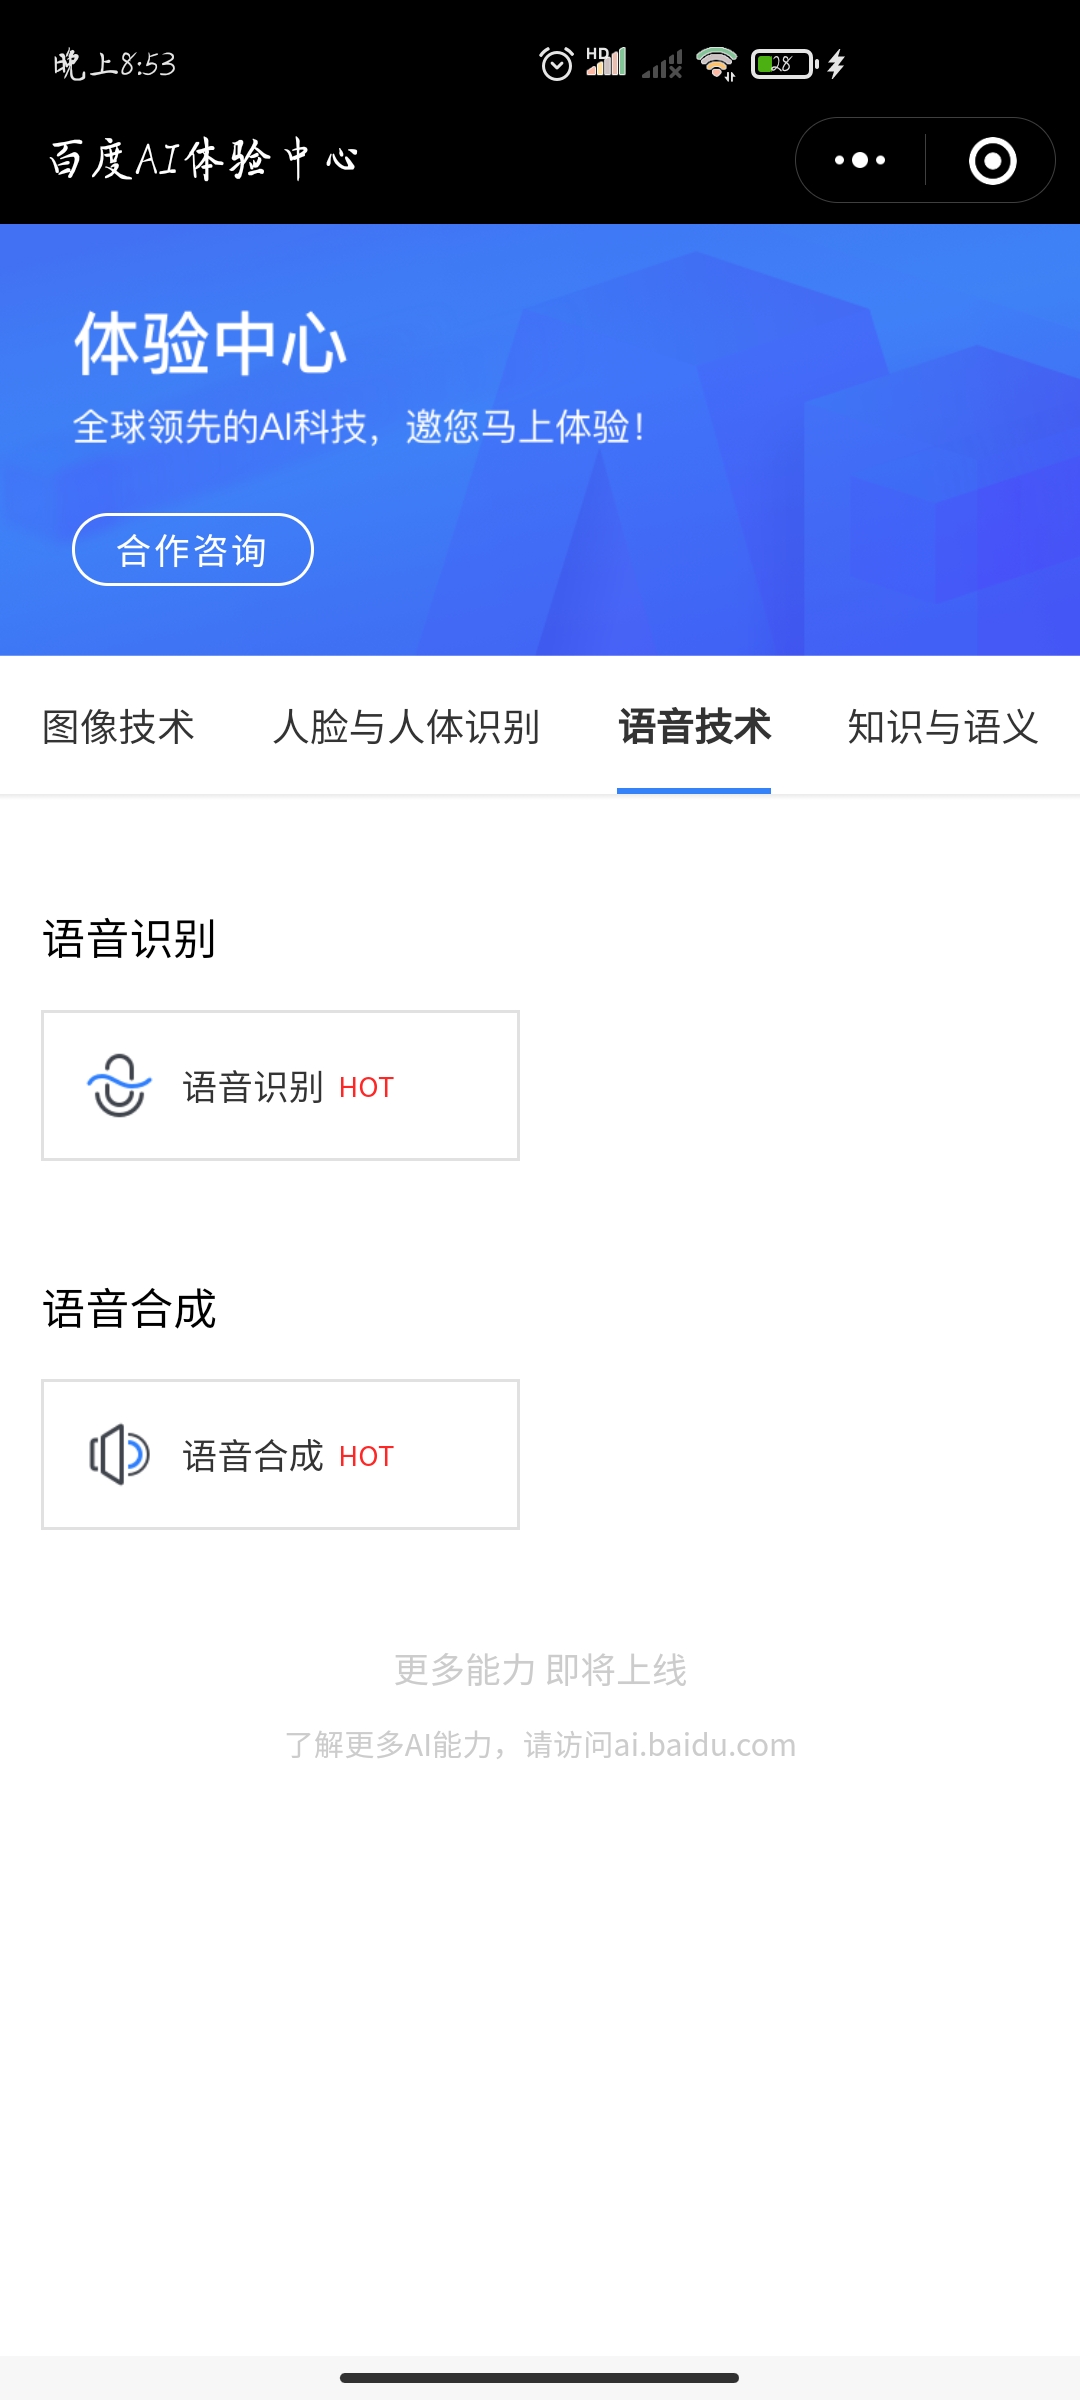 晚上8:53
HD
28
百度AI体验中心
体验中心
全球领先的AI科技，邀您马上体验！
合作咨询
图像技术 人脸与人体识别 语音技术 知识与语义
语音识别
语音识别 HOT
语音合成
语音合成 HOT
更多能力 即将上线
了解更多AI能力，请访问ai.baidu.com